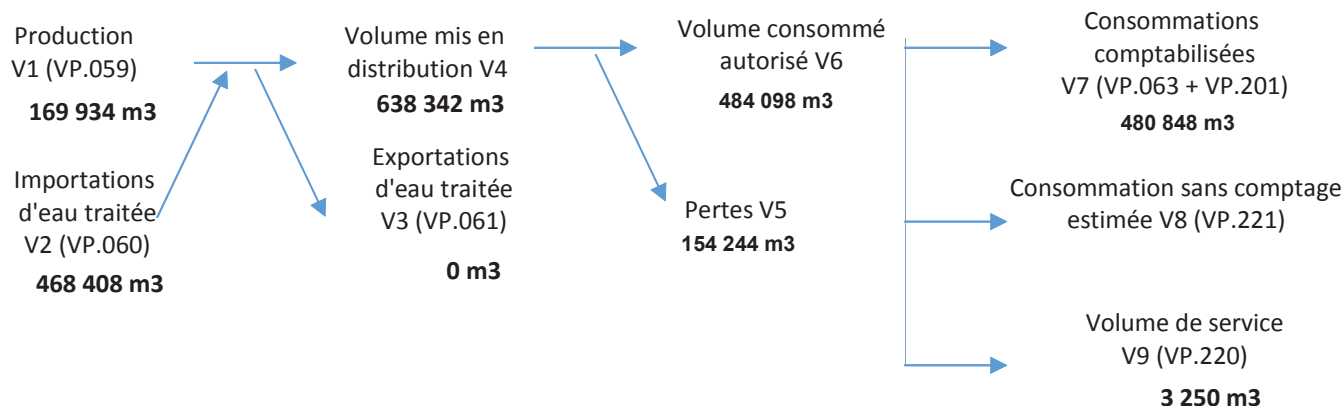 Production
V1 (VP.059)
169 934 m3
Importations
d'eau traitée
V2 (VP.060)
468 408 m3
Volume mis en
distribution V4
638 342 m3
Exportations
d'eau traitée
V3 (VP.061)
0 m3
Volume consommé
autorisé V6
484 098 m3
Pertes V5
154 244 m3
Consommations
comptabilisées
V7 (VP.063 + VP.201)
480 848 m3
Consommation sans comptage
estimée V8 (VP.221)
Volume de service
V9 (VP.220)
3 250 m3